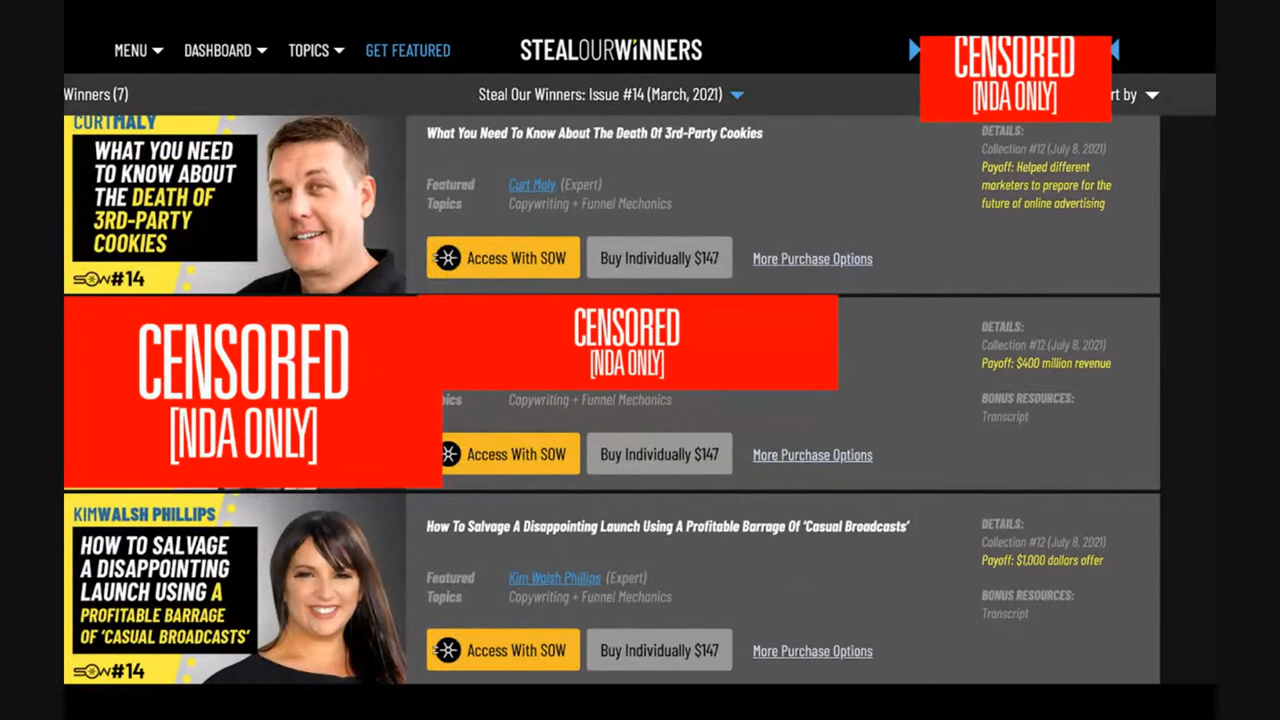 MENU DASHBOARD TOPICS GET FEATURED STEALOURWINNERS
CENSORED
[NDA ONLY]
Winners (7) Steal Our Winners: Issue #14 (March, 2021) rt by
CURTMALY
WHAT YOU NEED
TO KNOW ABOUT
THE DEATH OF
3RD-PARTY
COOKIES
SOW#14
What You Need To Know About The Death Of 3rd-Party Cookies
Featured Curt Maly (Expert)
Topics Copywriting + Funnel Mechanics
Access With SOW Buy Individually $147 More Purchase Options
DETAILS:
Collection #12 (July 8, 2021)
Payoff: Helped different
marketers to prepare for the
future of online advertising
CENSORED
[NDA ONLY]
CENSORED
[NDA ONLY]
ics Copywriting + Funnel Mechanics
Access With SOW Buy Individually $147 More Purchase Options
DETAILS:
Collection #12 (July 8, 2021)
Payoff: $400 million revenue
BONUS RESOURCES:
Transcript
KIMWALSH PHILLIPS
HOW TO SALVAGE
A DISAPPOINTING
LAUNCH USING A
PROFITABLE BARRAGE
OF 'CASUAL BROADCASTS'
SOW#14
How To Salvage A Disappointing Launch Using A Profitable Barrage Of 'Casual Broadcasts'
Featured Kim Walsh Phillips (Expert)
Topics Copywriting + Funnel Mechanics
Access With SOW Buy Individually $147 More Purchase Options
DETAILS:
Collection #12 (July 8, 2021)
Payoff: $1,000 dollars offer
BONUS RESOURCES:
Transcript